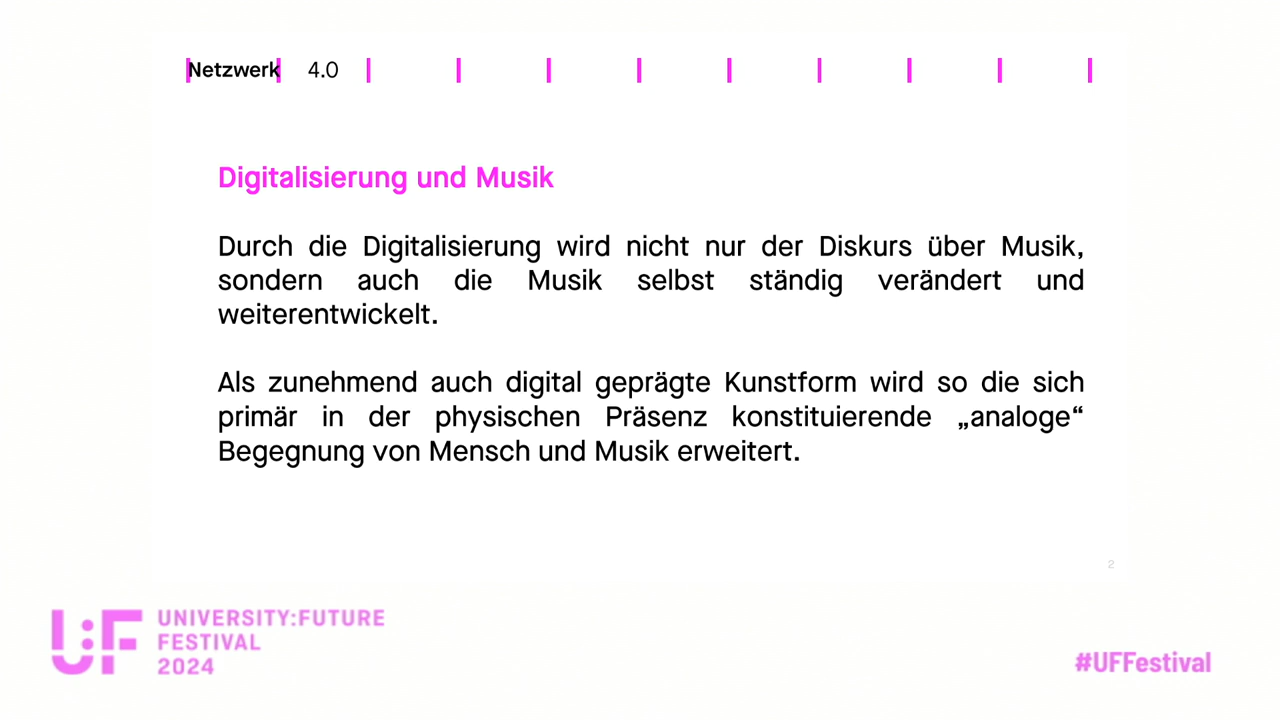 Netzwerk 4.0
Digitalisierung und Musik
Durch die Digitalisierung wird nicht nur der Diskurs über Musik,
sondern auch die Musik selbst ständig verändert und
weiterentwickelt.
Als zunehmend auch digital geprägte Kunstform wird so die sich
primär in der physischen Präsenz konstituierende „analoge“
Begegnung von Mensch und Musik erweitert.
2
U:F
UNIVERSITY:FUTURE
FESTIVAL
2024
#UFFestival